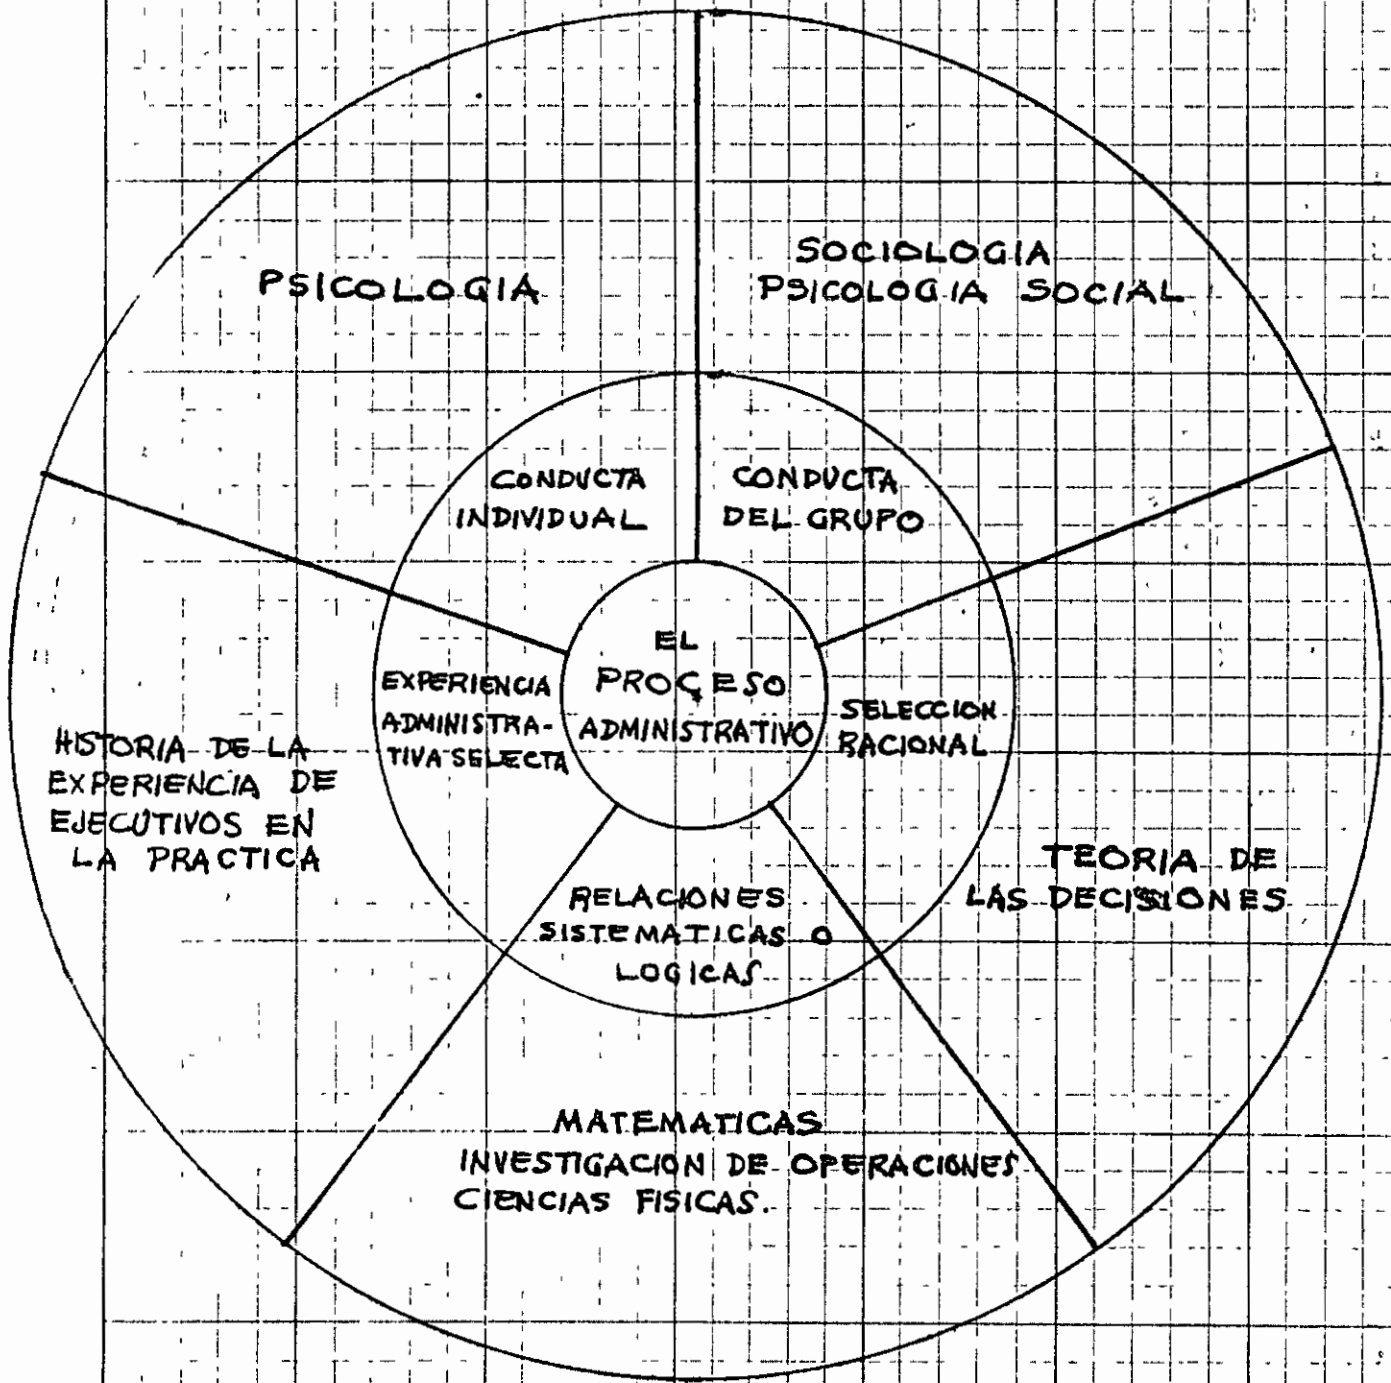 PSICOLOGIA
SOCIOLOGIA
PSICOLOGIA SOCIAL
CONDUCTA
INDIVIDUAL
CONDUCTA
DEL GRUPO
EL
PROCESO
ADMINISTRATIVO
EXPERIENCIA
ADMINISTRA-
TIVA SELECTA
SELECCION
RACIONAL
HISTORIA DE LA
EXPERIENCIA DE
EJECUTIVOS EN
LA PRACTICA
TEORIA DE
LAS DECISIONES
RELACIONES
SISTEMATICAS O
LOGICAS
MATEMATICAS
INVESTIGACION DE OPERACIONES
CIENCIAS FISICAS.